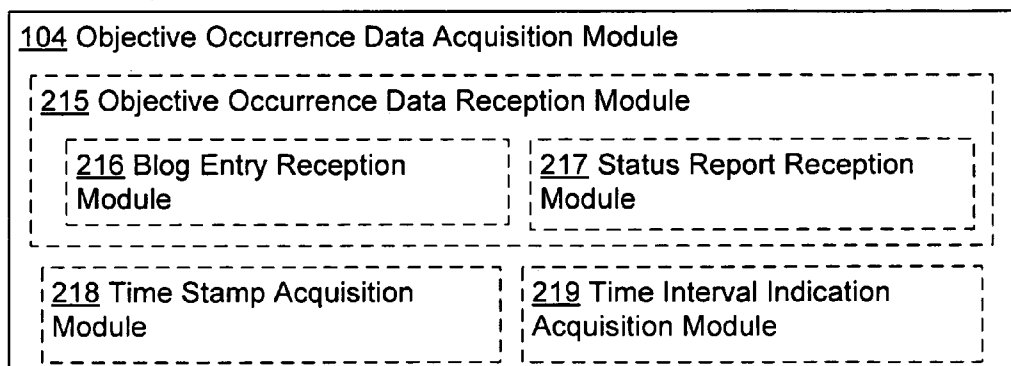 104 Objective Occurrence Data Acquisition Module
215 Objective Occurrence Data Reception Module
216 Blog Entry Reception
Module
217 Status Report Reception
Module
218 Time Stamp Acquisition
Module
219 Time Interval Indication
Acquisition Module